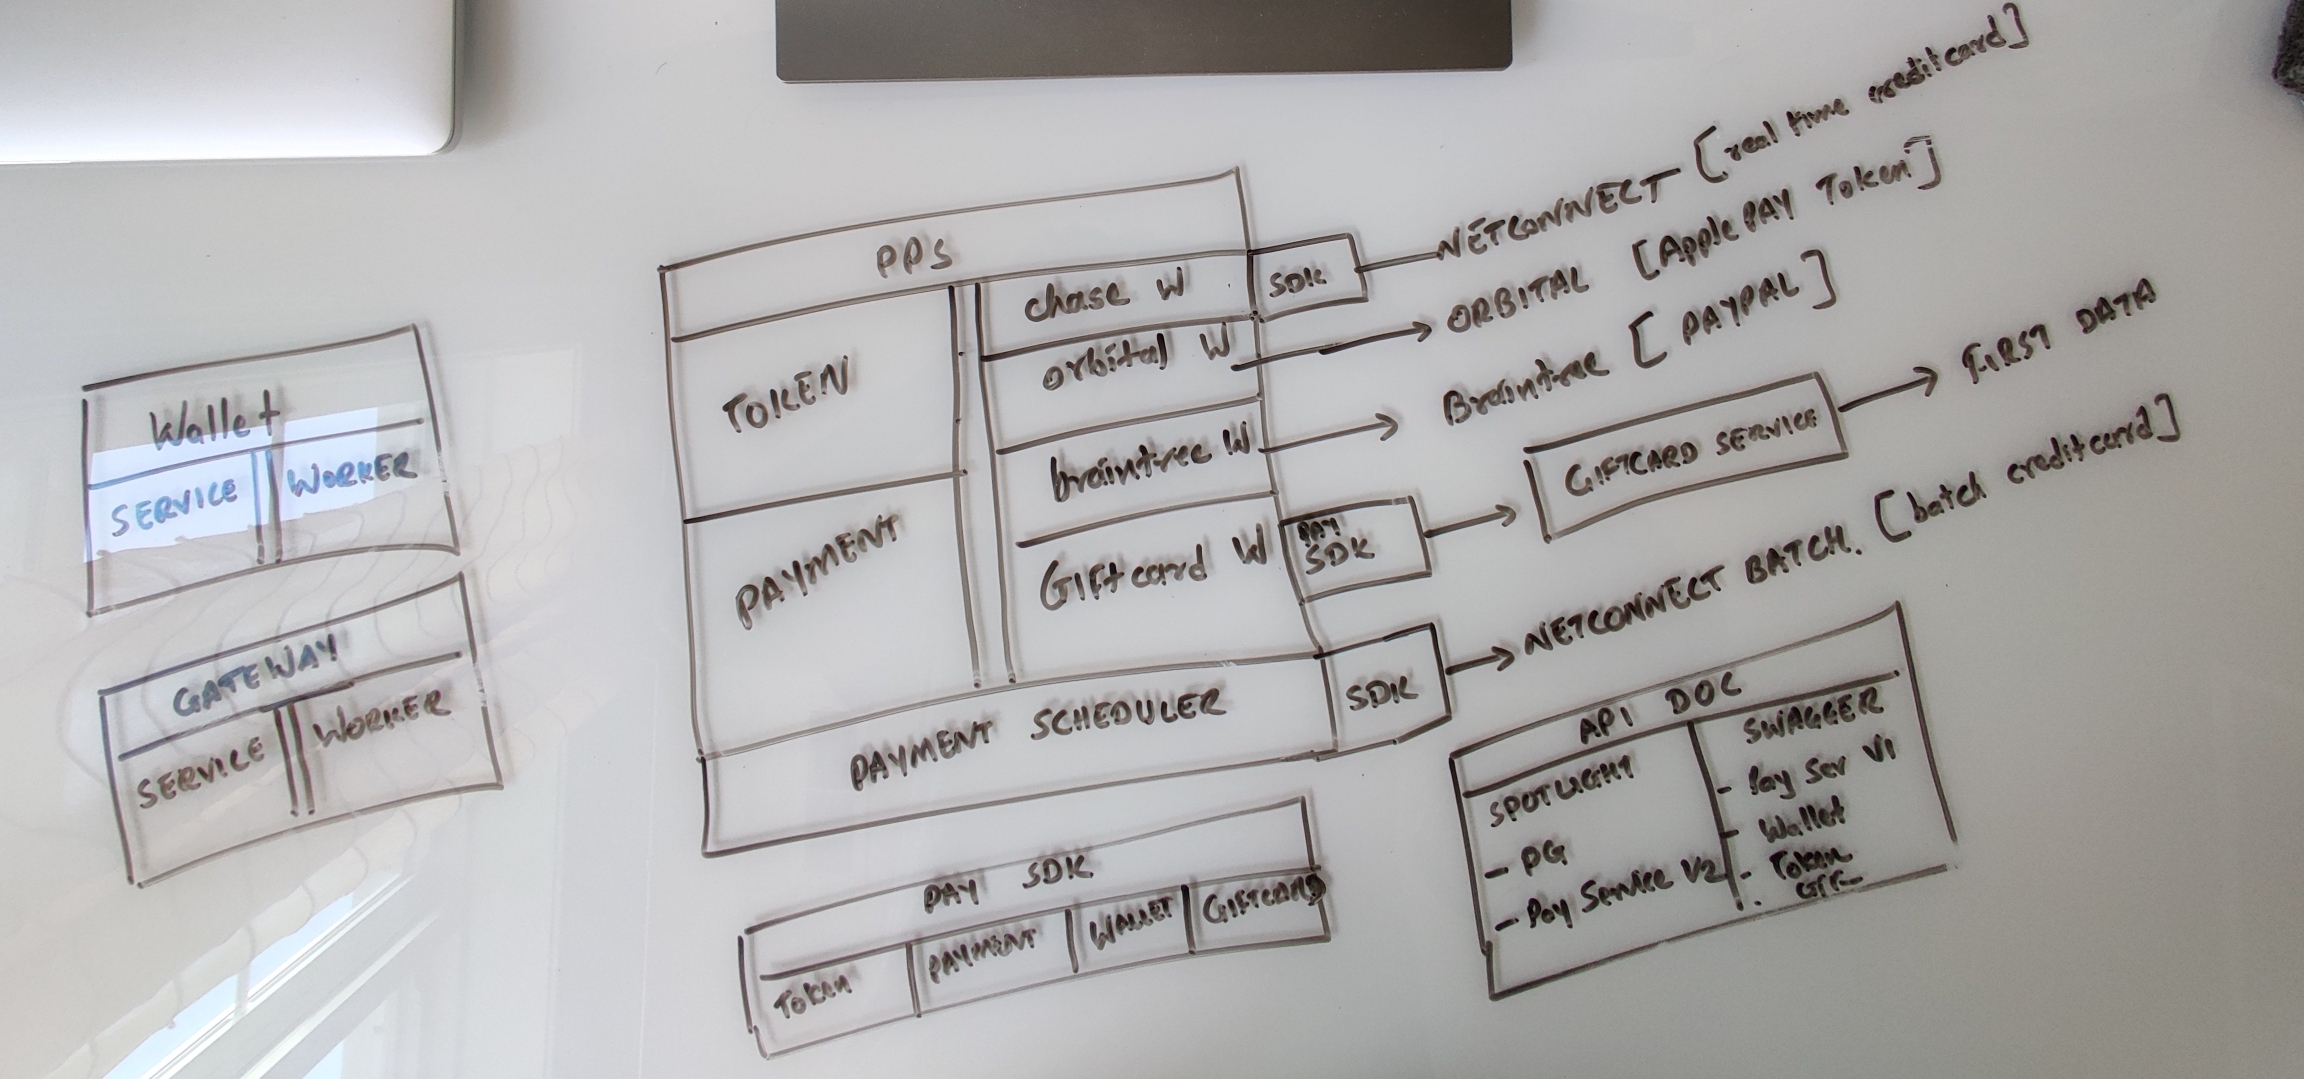 Wallet
SERVICE
WORKER
GATEWAY
SERVICE
WORKER
PPS
TOKEN
PAYMENT
chase W
orbital W
braintree W
Giftcard W
PAYMENT SCHEDULER
SDK
NETCONNECT [real time creditcard]
ORBITAL [Apple PAY Token]
Braintree [PAYPAL]
PAY
SDK
GIFTCARD SERVICE
FIRST DATA
SDK
NETCONNECT BATCH. [batch creditcard]
PAY SDK
Token
PAYMENT
WALLET
GIFTCARD
API DOC
SPOTLIGHT
- PG
- Pay Service V2
SWAGGER
- Pay Ser V1
- Wallet
- Token